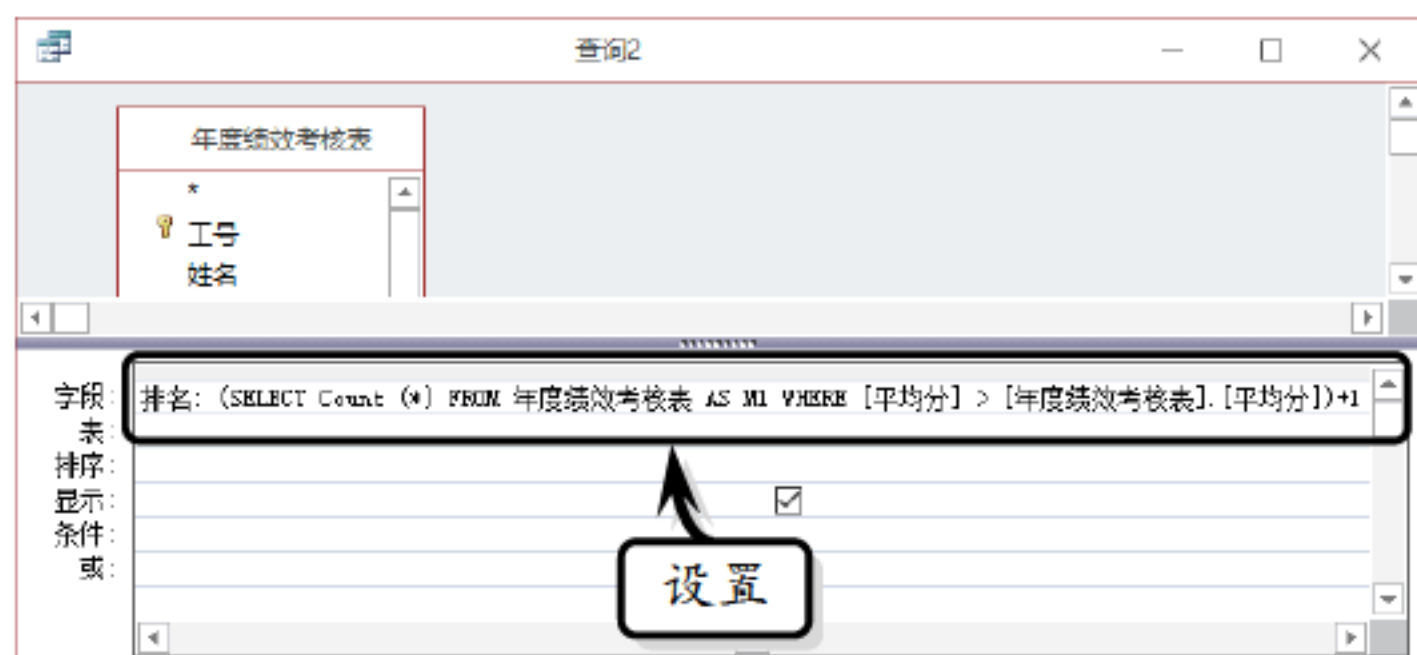 查询2
年度绩效考核表
*
工号
姓名
字段: 排名: (SELECT Count (*) FROM 年度绩效考核表 AS M1 WHERE [平均分] > [年度绩效考核表].[平均分])+1
表:
排序:
显示:
条件:
或:
设置